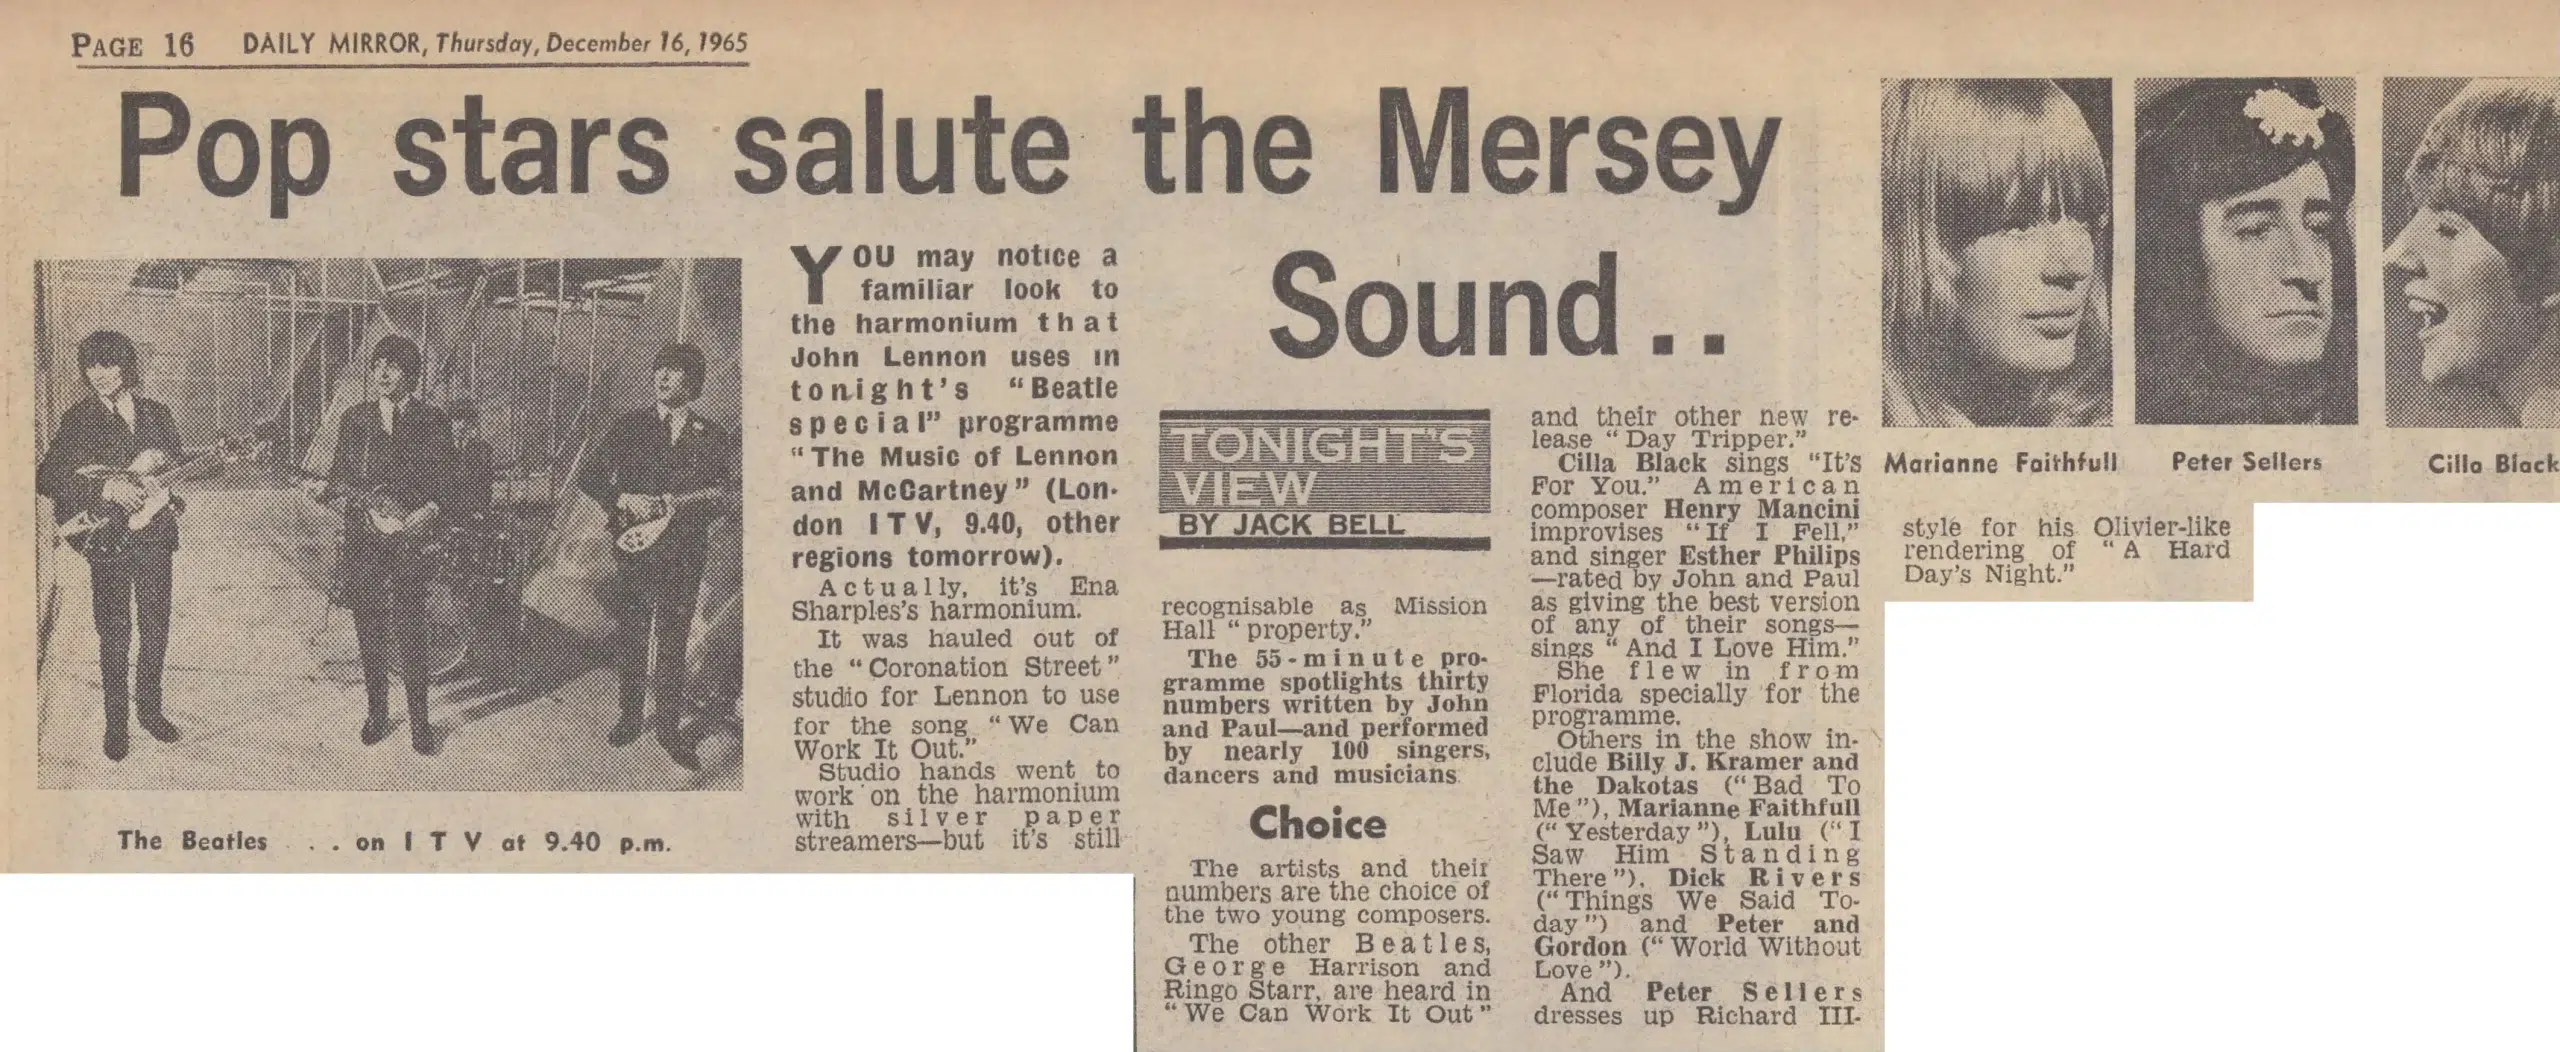 PAGE 16 DAILY MIRROR, Thursday, December 16, 1965
Pop stars salute the Mersey
Sound..
The Beatles . . . on I T V at 9.40 p.m.
YOU may notice a
familiar look to
the harmonium that
John Lennon uses in
tonight's "Beatle
special" programme
"The Music of Lennon
and McCartney" (Lon-
don I T V, 9.40, other
regions tomorrow).
Actually, it's Ena
Sharples's harmonium.
It was hauled out of
the "Coronation Street"
studio for Lennon to use
for the song "We Can
Work It Out."
Studio hands went to
work on the harmonium
with silver paper
streamers—but it's still
TONIGHT'S
VIEW
BY JACK BELL
recognisable as Mission
Hall "property."
The 55-minute pro-
gramme spotlights thirty
numbers written by John
and Paul—and performed
by nearly 100 singers,
dancers and musicians.
Choice
The artists and their
numbers are the choice of
the two young composers.
The other Beatles,
George Harrison and
Ringo Starr, are heard in
"We Can Work It Out"
and their other new re-
lease "Day Tripper."
Cilla Black sings "It's
For You." American
composer Henry Mancini
improvises "If I Fell,"
and singer Esther Philips
—rated by John and Paul
as giving the best version
of any of their songs—
sings "And I Love Him."
She flew in from
Florida specially for the
programme.
Others in the show in-
clude Billy J. Kramer and
the Dakotas ("Bad To
Me"), Marianne Faithfull
("Yesterday"), Lulu ("I
Saw Him Standing
There"), Dick Rivers
("Things We Said To-
day") and Peter and
Gordon ("World Without
Love").
And Peter Sellers
dresses up Richard III-
Marianne Faithfull
Peter Sellers
Cilla Black
style for his Olivier-like
rendering of "A Hard
Day's Night."